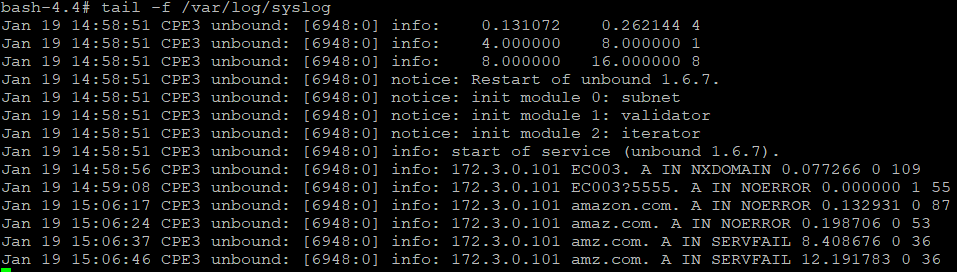 bash-4.4# tail -f /var/log/syslog
Jan 19 14:58:51 CPE3 unbound: [6948:0] info:    0.131072    0.262144 4
Jan 19 14:58:51 CPE3 unbound: [6948:0] info:    4.000000    8.000000 1
Jan 19 14:58:51 CPE3 unbound: [6948:0] info:    8.000000   16.000000 8
Jan 19 14:58:51 CPE3 unbound: [6948:0] notice: Restart of unbound 1.6.7.
Jan 19 14:58:51 CPE3 unbound: [6948:0] notice: init module 0: subnet
Jan 19 14:58:51 CPE3 unbound: [6948:0] notice: init module 1: validator
Jan 19 14:58:51 CPE3 unbound: [6948:0] notice: init module 2: iterator
Jan 19 14:58:51 CPE3 unbound: [6948:0] info: start of service (unbound 1.6.7).
Jan 19 14:58:56 CPE3 unbound: [6948:0] info: 172.3.0.101 EC003. A IN NXDOMAIN 0.077266 0 109
Jan 19 14:59:08 CPE3 unbound: [6948:0] info: 172.3.0.101 EC003?5555. A IN NOERROR 0.000000 1 55
Jan 19 15:06:17 CPE3 unbound: [6948:0] info: 172.3.0.101 amazon.com. A IN NOERROR 0.132931 0 87
Jan 19 15:06:24 CPE3 unbound: [6948:0] info: 172.3.0.101 amaz.com. A IN NOERROR 0.198706 0 53
Jan 19 15:06:37 CPE3 unbound: [6948:0] info: 172.3.0.101 amz.com. A IN SERVFAIL 8.408676 0 36
Jan 19 15:06:46 CPE3 unbound: [6948:0] info: 172.3.0.101 amz.com. A IN SERVFAIL 12.191783 0 36